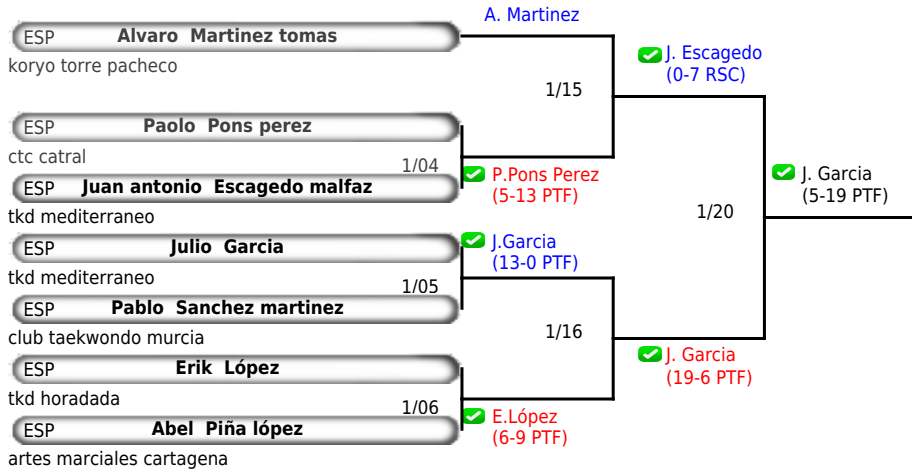 A. Martinez
ESP Alvaro Martinez tomas
koryo torre pacheco
J. Escagedo
(0-7 RSC)
1/15
ESP Paolo Pons perez
ctc catral
1/04
P.Pons Perez
(5-13 PTF)
ESP Juan antonio Escagedo malfaz
tkd mediterraneo
J. Garcia
(5-19 PTF)
1/20
ESP Julio Garcia
tkd mediterraneo
J.Garcia
(13-0 PTF)
1/05
ESP Pablo Sanchez martinez
club taekwondo murcia
1/16
ESP Erik López
tkd horadada
J. Garcia
(19-6 PTF)
1/06
E.López
(6-9 PTF)
ESP Abel Piña lópez
artes marciales cartagena